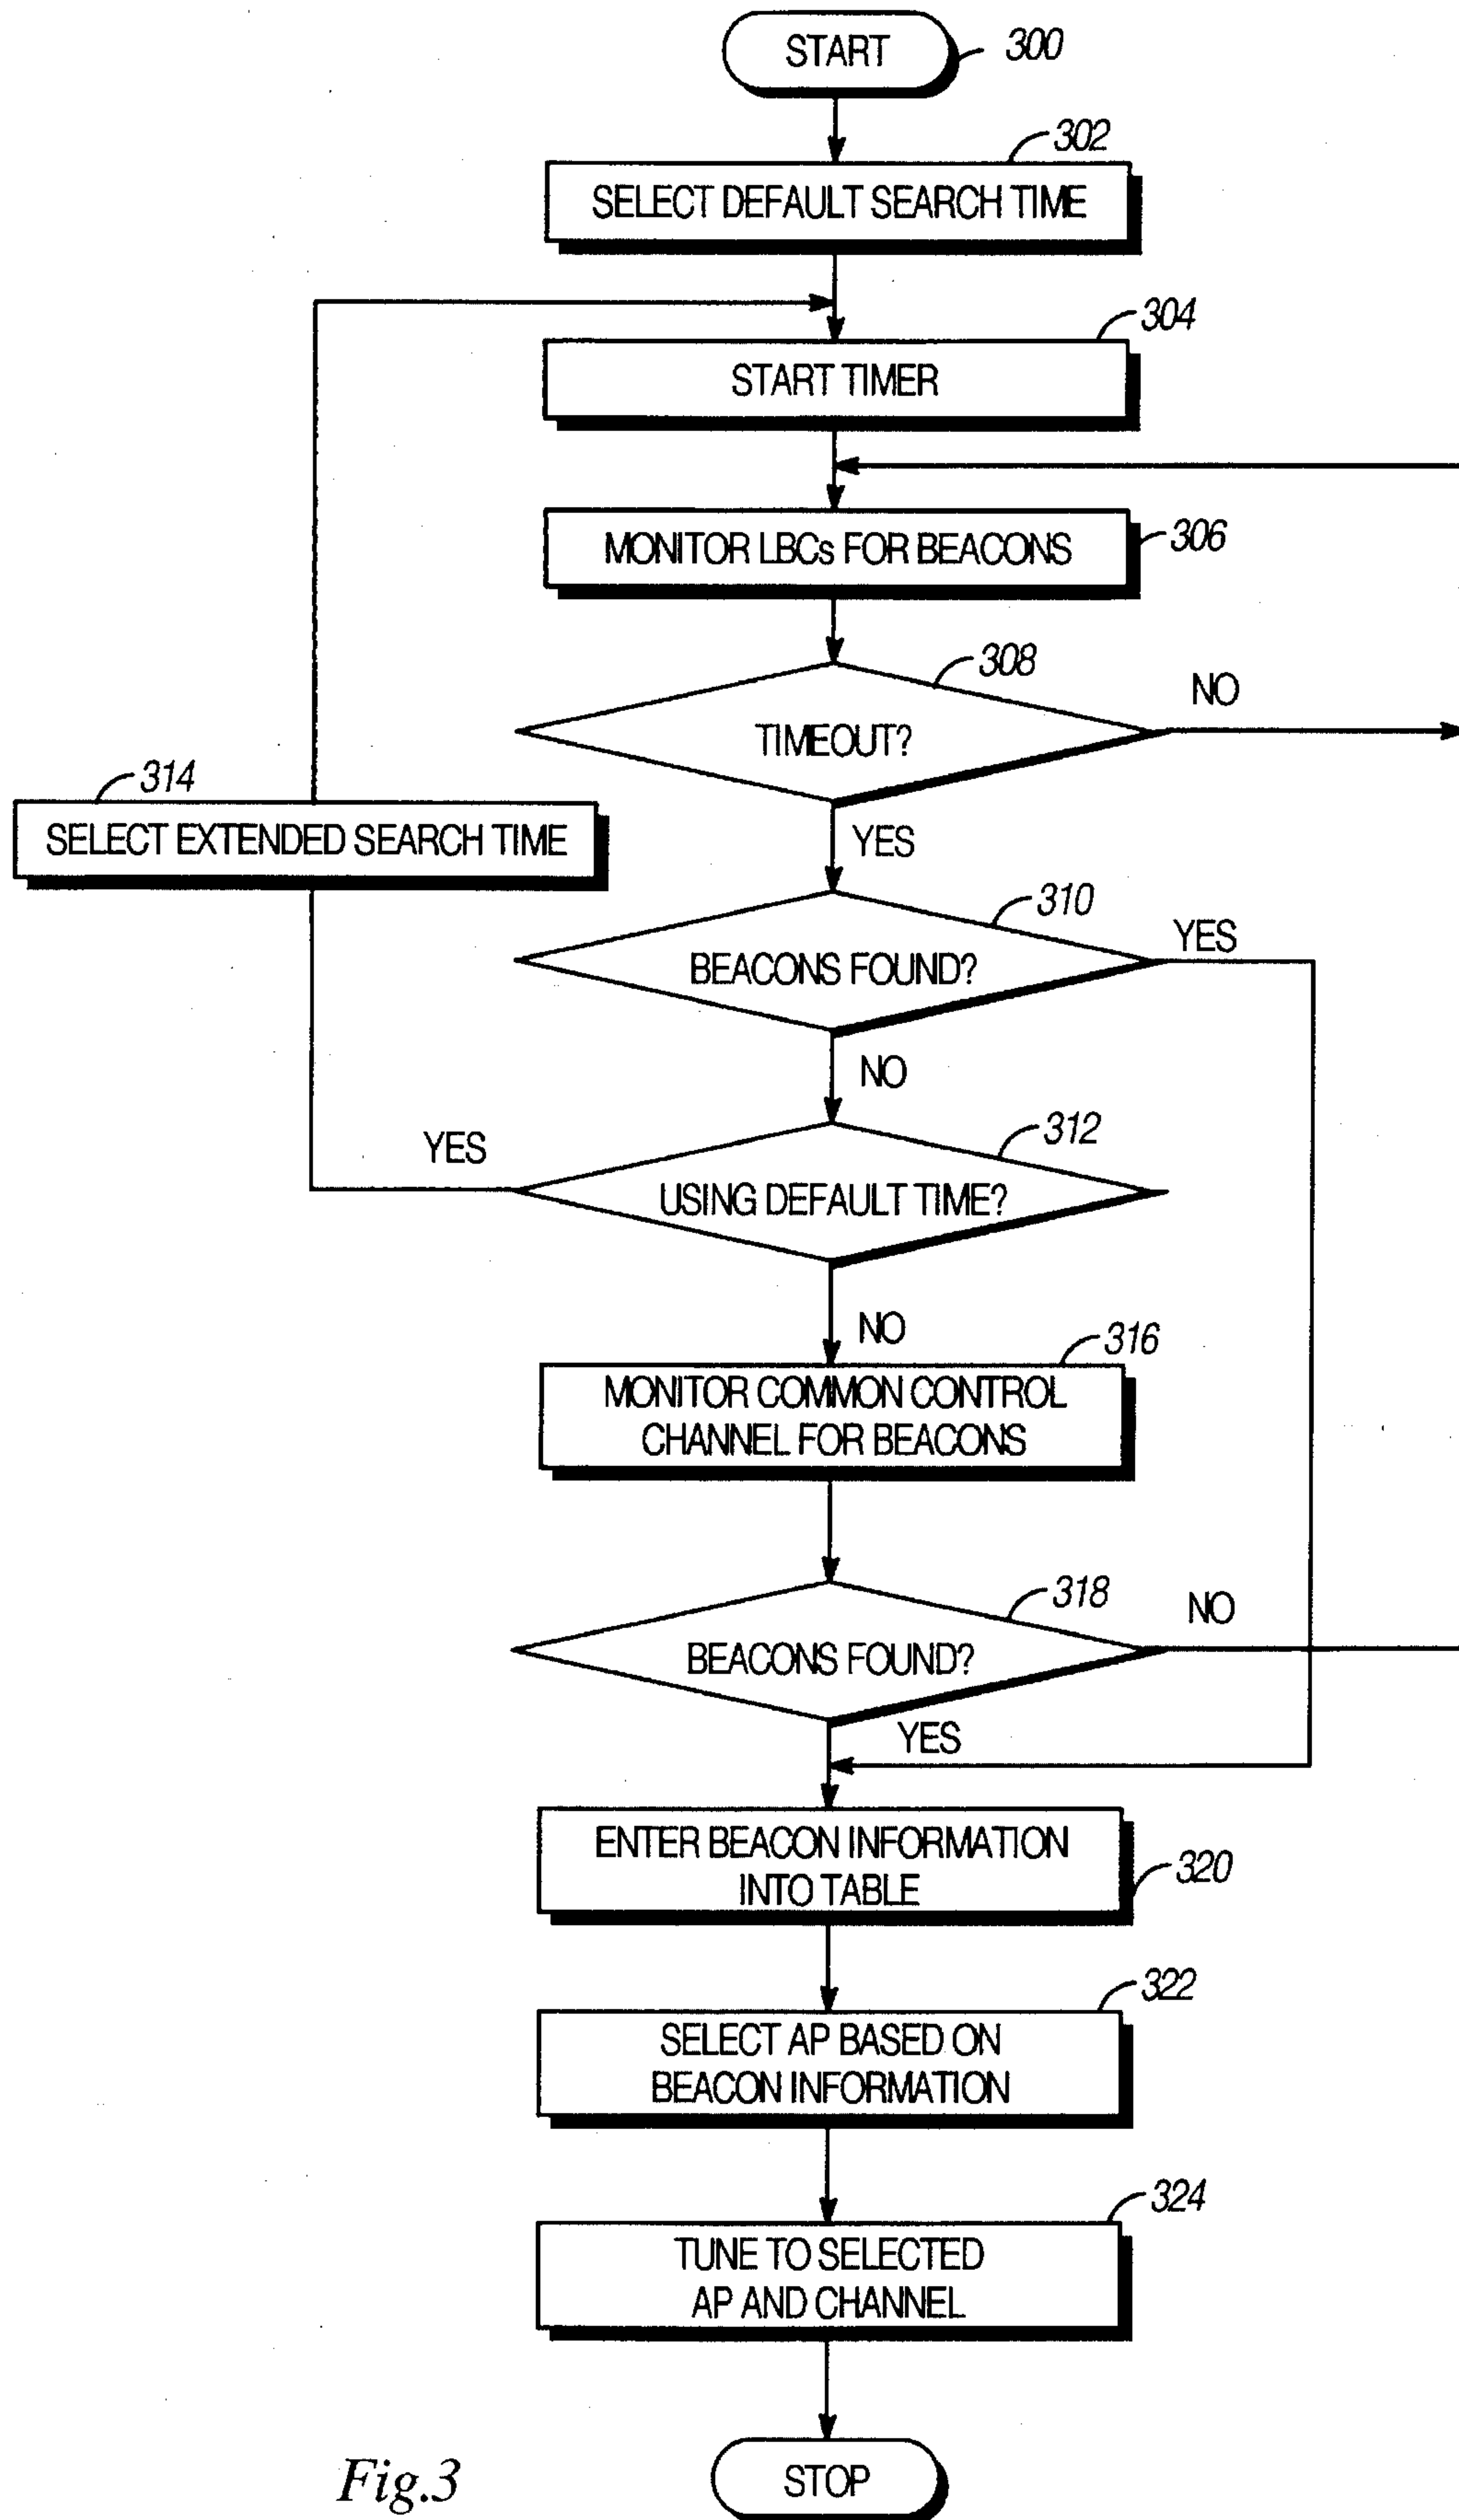 START
300
302
SELECT DEFAULT SEARCH TIME
304
START TIMER
MONITOR LBCs FOR BEACONS
306
308
NO
TIMEOUT?
314
SELECT EXTENDED SEARCH TIME
YES
310
YES
BEACONS FOUND?
NO
312
YES
USING DEFAULT TIME?
NO
316
MONITOR COMMON CONTROL
CHANNEL FOR BEACONS
318
NO
BEACONS FOUND?
YES
ENTER BEACON INFORMATION
INTO TABLE
320
322
SELECT AP BASED ON
BEACON INFORMATION
324
TUNE TO SELECTED
AP AND CHANNEL
STOP
Fig.3